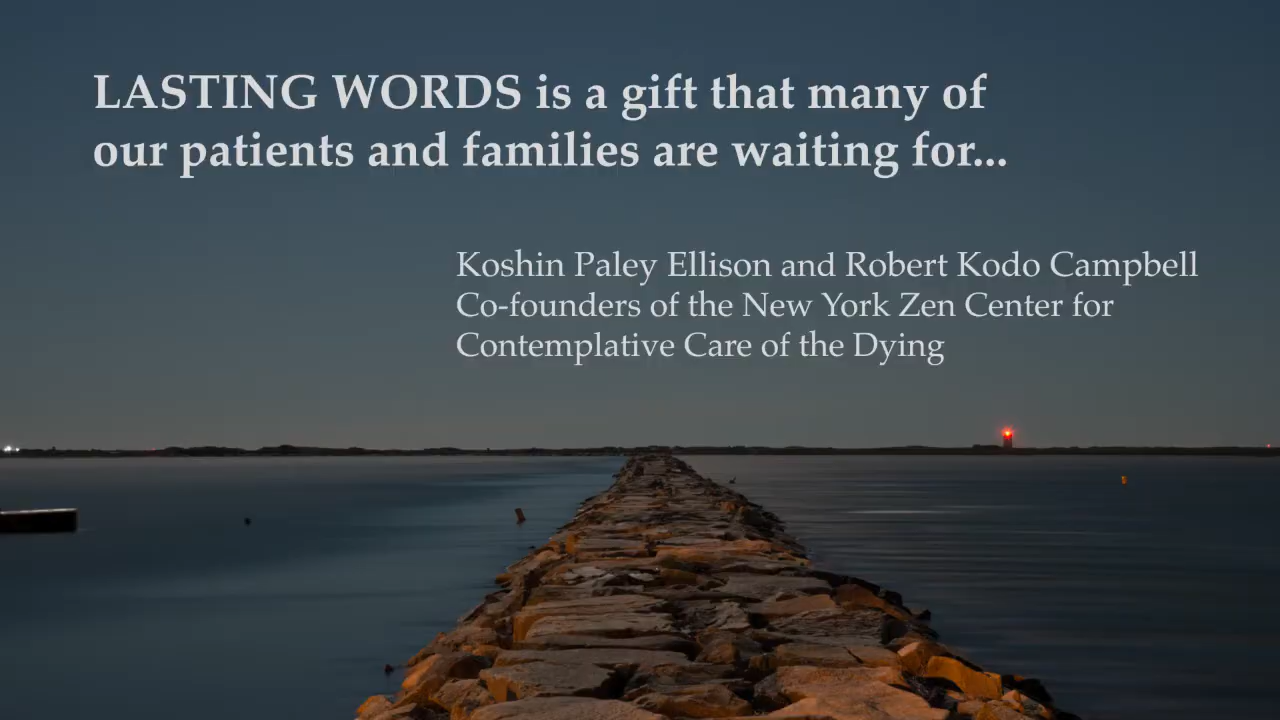 LASTING WORDS is a gift that many of
our patients and families are waiting for...
Koshin Paley Ellison and Robert Kodo Campbell
Co-founders of the New York Zen Center for
Contemplative Care of the Dying